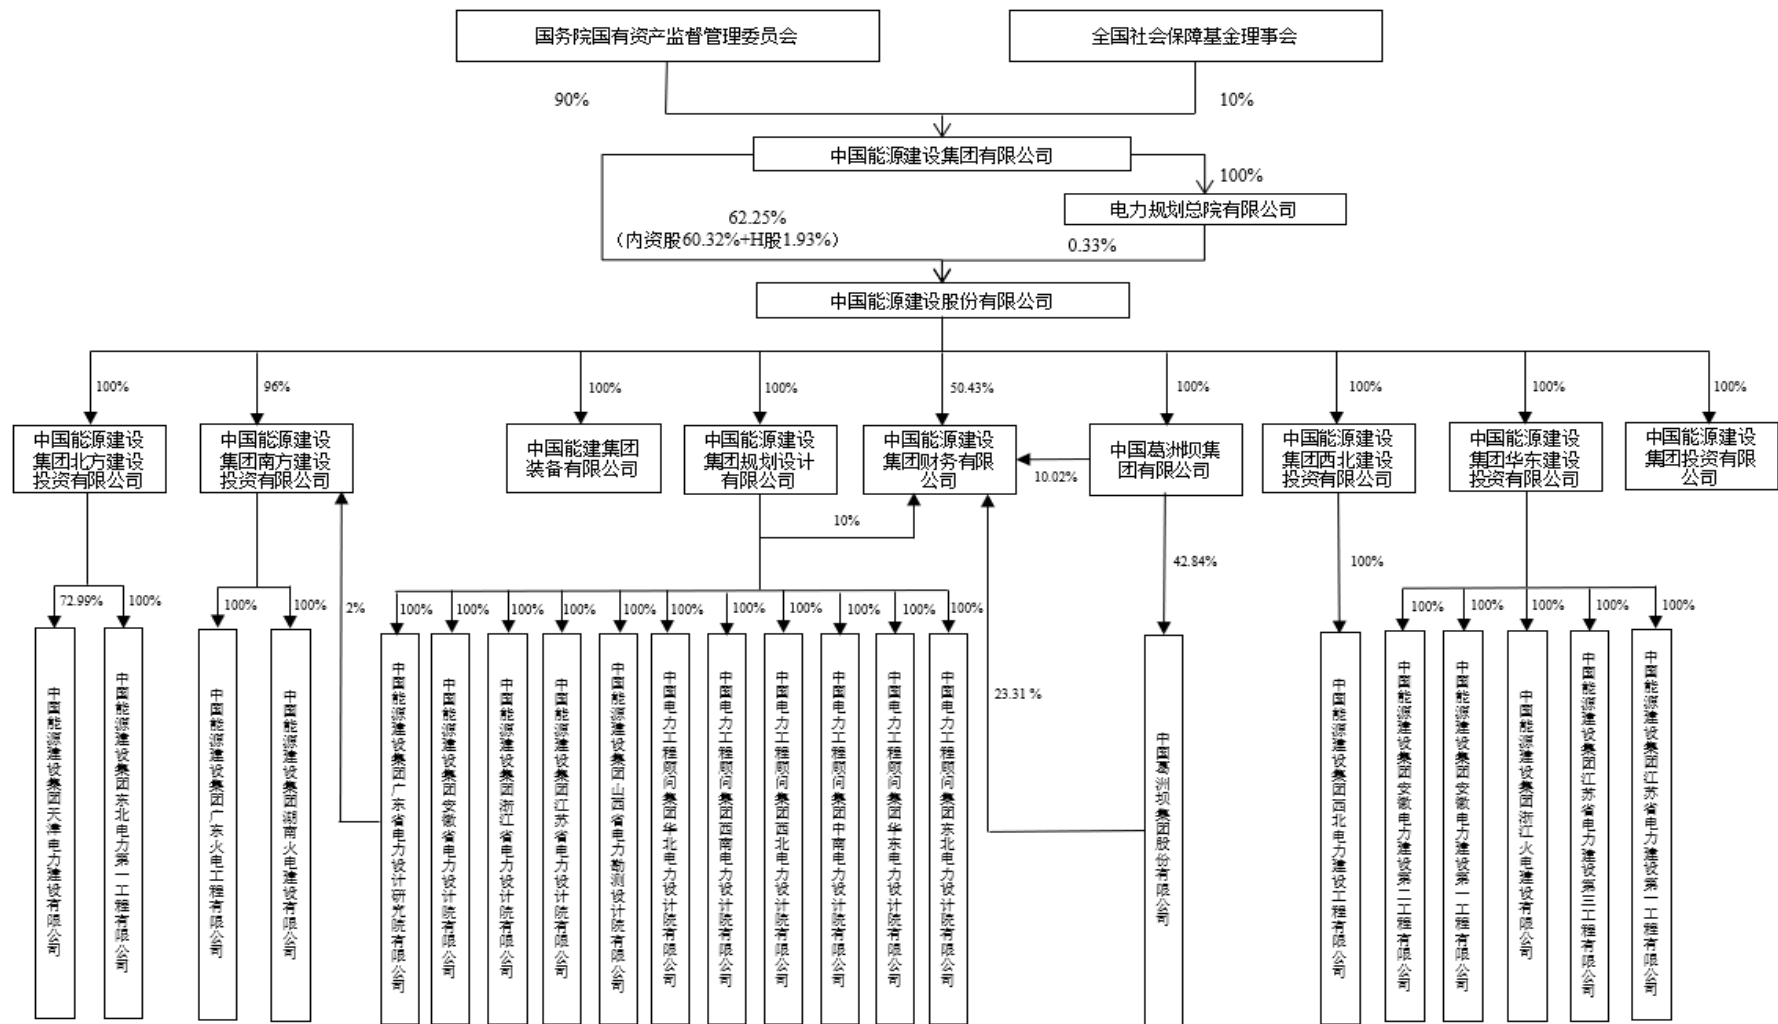 国务院国有资产监督管理委员会
全国社会保障基金理事会
90%
10%
中国能源建设集团有限公司
100%
电力规划总院有限公司
62.25%
（内资股60.32%+H股1.93%）
0.33%
中国能源建设股份有限公司
100%
96%
100%
100%
50.43%
100%
100%
100%
100%
中国能源建设
集团北方建设
投资有限公司
中国能源建设
集团南方建设
投资有限公司
中国能建集团
装备有限公司
中国能源建设
集团规划设计
有限公司
中国能源建设
集团财务有限
公司
中国葛洲坝集
团有限公司
中国能源建设
集团西北建设
投资有限公司
中国能源建设
集团华东建设
投资有限公司
中国能源建设
集团投资有限
公司
10.02%
10%
42.84%
100%
72.99%
100%
100%
100%
2%
100%
100%
100%
100%
100%
100%
100%
100%
100%
100%
100%
23.31 %
100%
100%
100%
100%
100%
中国能源建设集团天津电力建设有限公司
中国能源建设集团东北电力第一工程有限公司
中国能源建设集团广东火电工程有限公司
中国能源建设集团湖南火电建设有限公司
中国能源建设集团广东省电力设计研究院有限公司
中国能源建设集团安徽省电力设计院有限公司
中国能源建设集团浙江省电力设计院有限公司
中国能源建设集团江苏省电力设计院有限公司
中国能源建设集团山西省电力勘测设计院有限公司
中国电力工程顾问集团华北电力设计院有限公司
中国电力工程顾问集团西南电力设计院有限公司
中国电力工程顾问集团西北电力设计院有限公司
中国电力工程顾问集团中南电力设计院有限公司
中国电力工程顾问集团华东电力设计院有限公司
中国电力工程顾问集团东北电力设计院有限公司
中国葛洲坝集团股份有限公司
中国能源建设集团西北电力建设工程有限公司
中国能源建设集团安徽电力建设第二工程有限公司
中国能源建设集团安徽电力建设第一工程有限公司
中国能源建设集团浙江火电建设有限公司
中国能源建设集团江苏省电力建设第三工程有限公司
中国能源建设集团江苏省电力建设第一工程有限公司